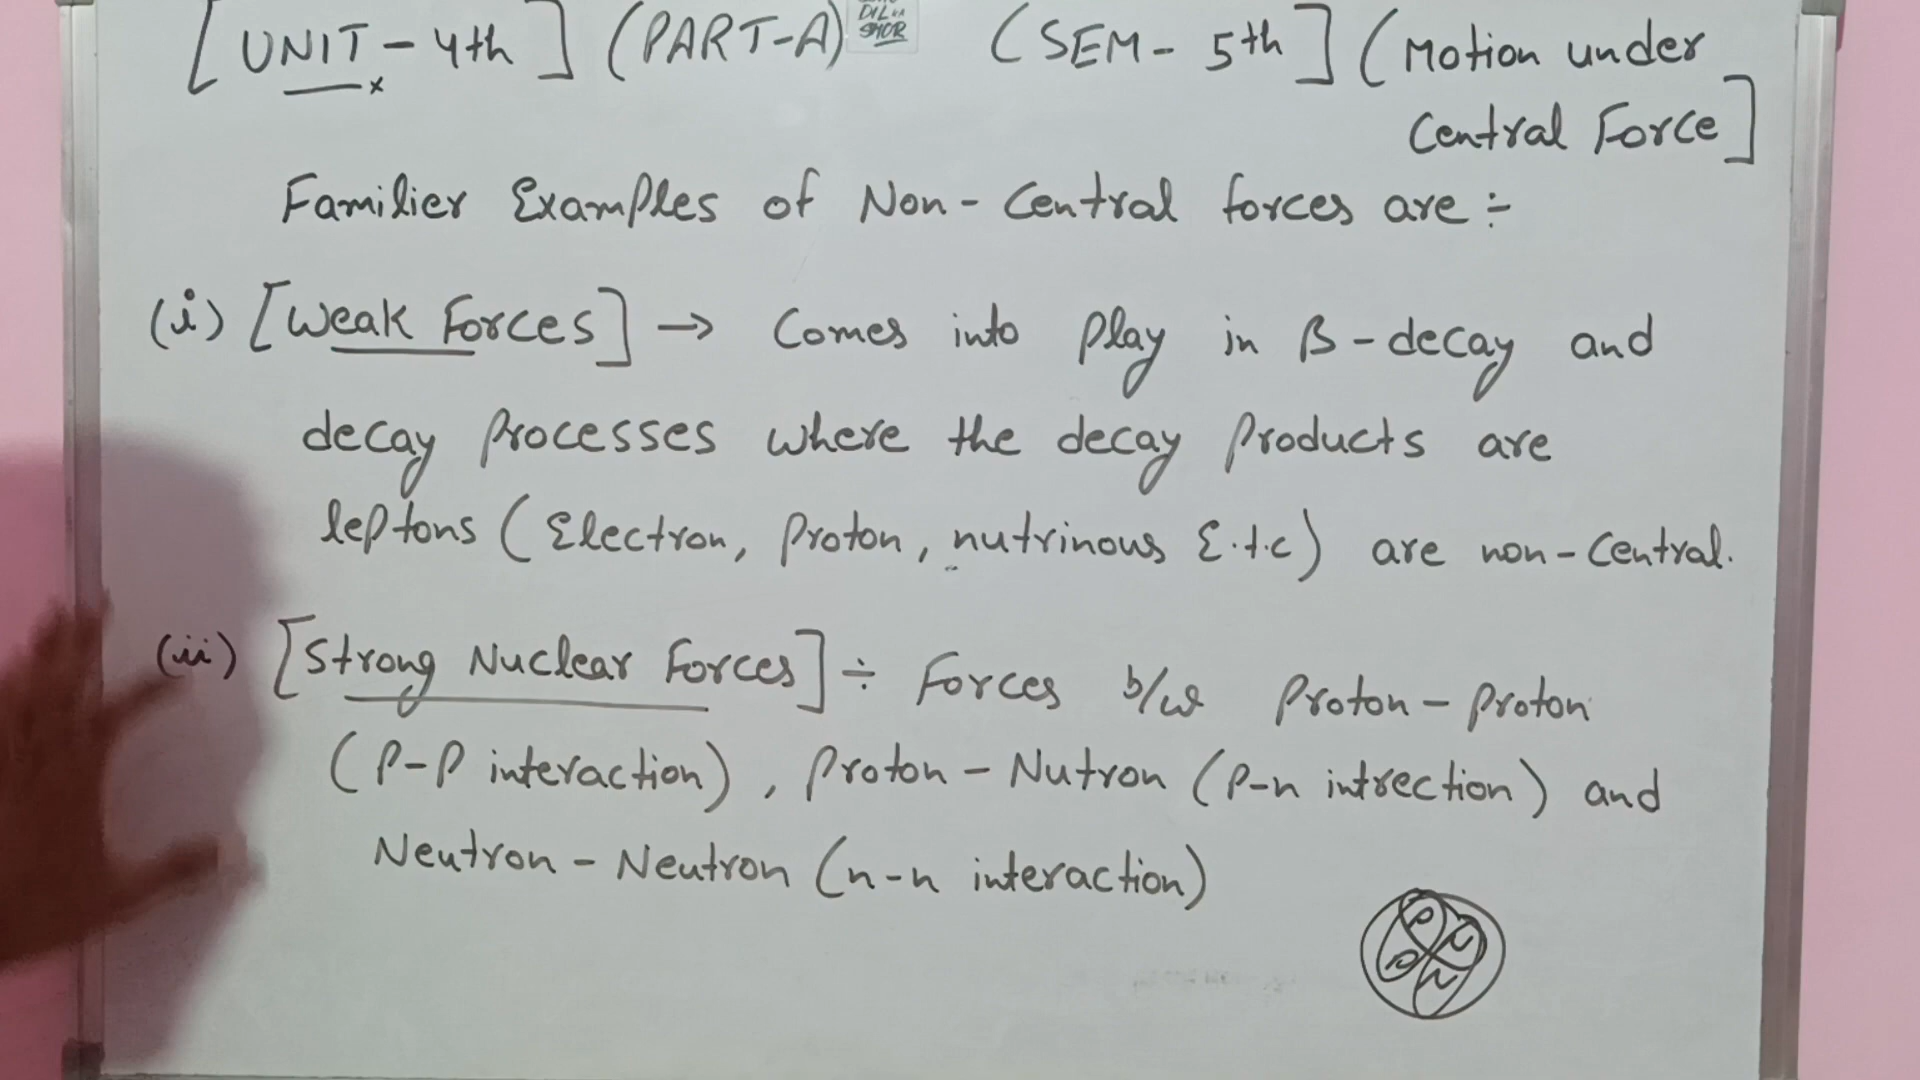 [UNIT - 4th] (PART-A) (SEM - 5th] (Motion under
Central Force]
Familier Examples of Non-Central forces are ÷
(i) [Weak Forces] → Comes into play in β-decay and
decay processes where the decay products are
leptons (Electron, proton, nutrinous E.t.c) are non-Central.
(ii) [Strong Nuclear Forces] ÷ Forces b/w Proton-proton
(P-P interaction), proton - Nutron (P-n intrection) and
Neutron - Neutron (n-n interaction)
P N
P N